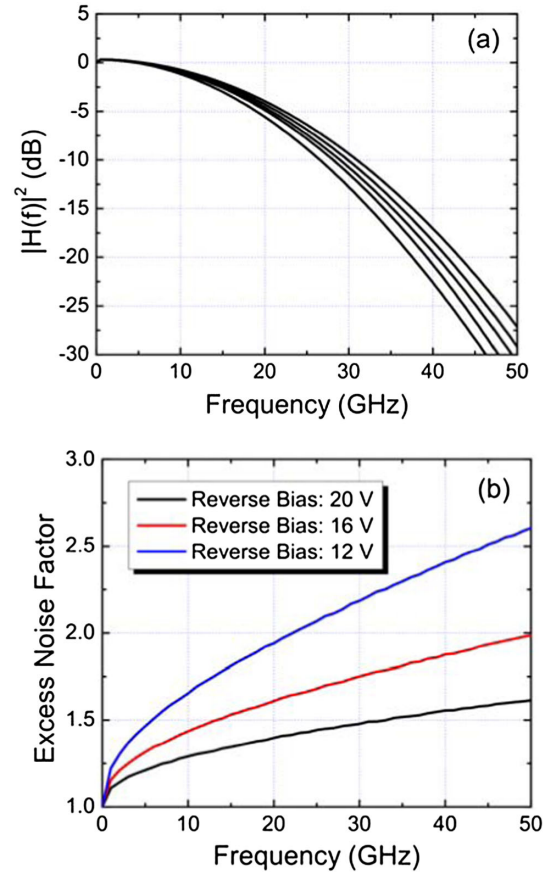 (a)
0
-5
-10
-15
-20
-25
-30
|H(f)|² (dB)
0 10 20 30 40 50
Frequency (GHz)
(b)
3.0
2.5
2.0
1.5
1.0
Excess Noise Factor
Reverse Bias: 20 V
Reverse Bias: 16 V
Reverse Bias: 12 V
0 10 20 30 40 50
Frequency (GHz)